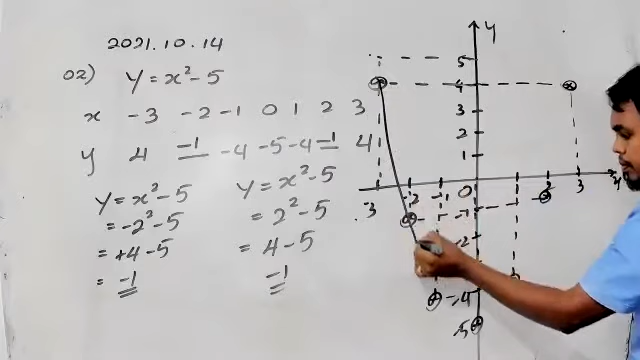 2021.10.14
02) y = x² - 5
x -3 -2 -1 0 1 2 3
y 4 -1 -4 -5 -4 -1 4
y = x² - 5
= -2² - 5
= +4 - 5
= -1
y = x² - 5
= 2² - 5
= 4 - 5
-1
=
y
5
4
3
2
1
-3 -2 -1 0 2 3
-1
-2
-4
-5